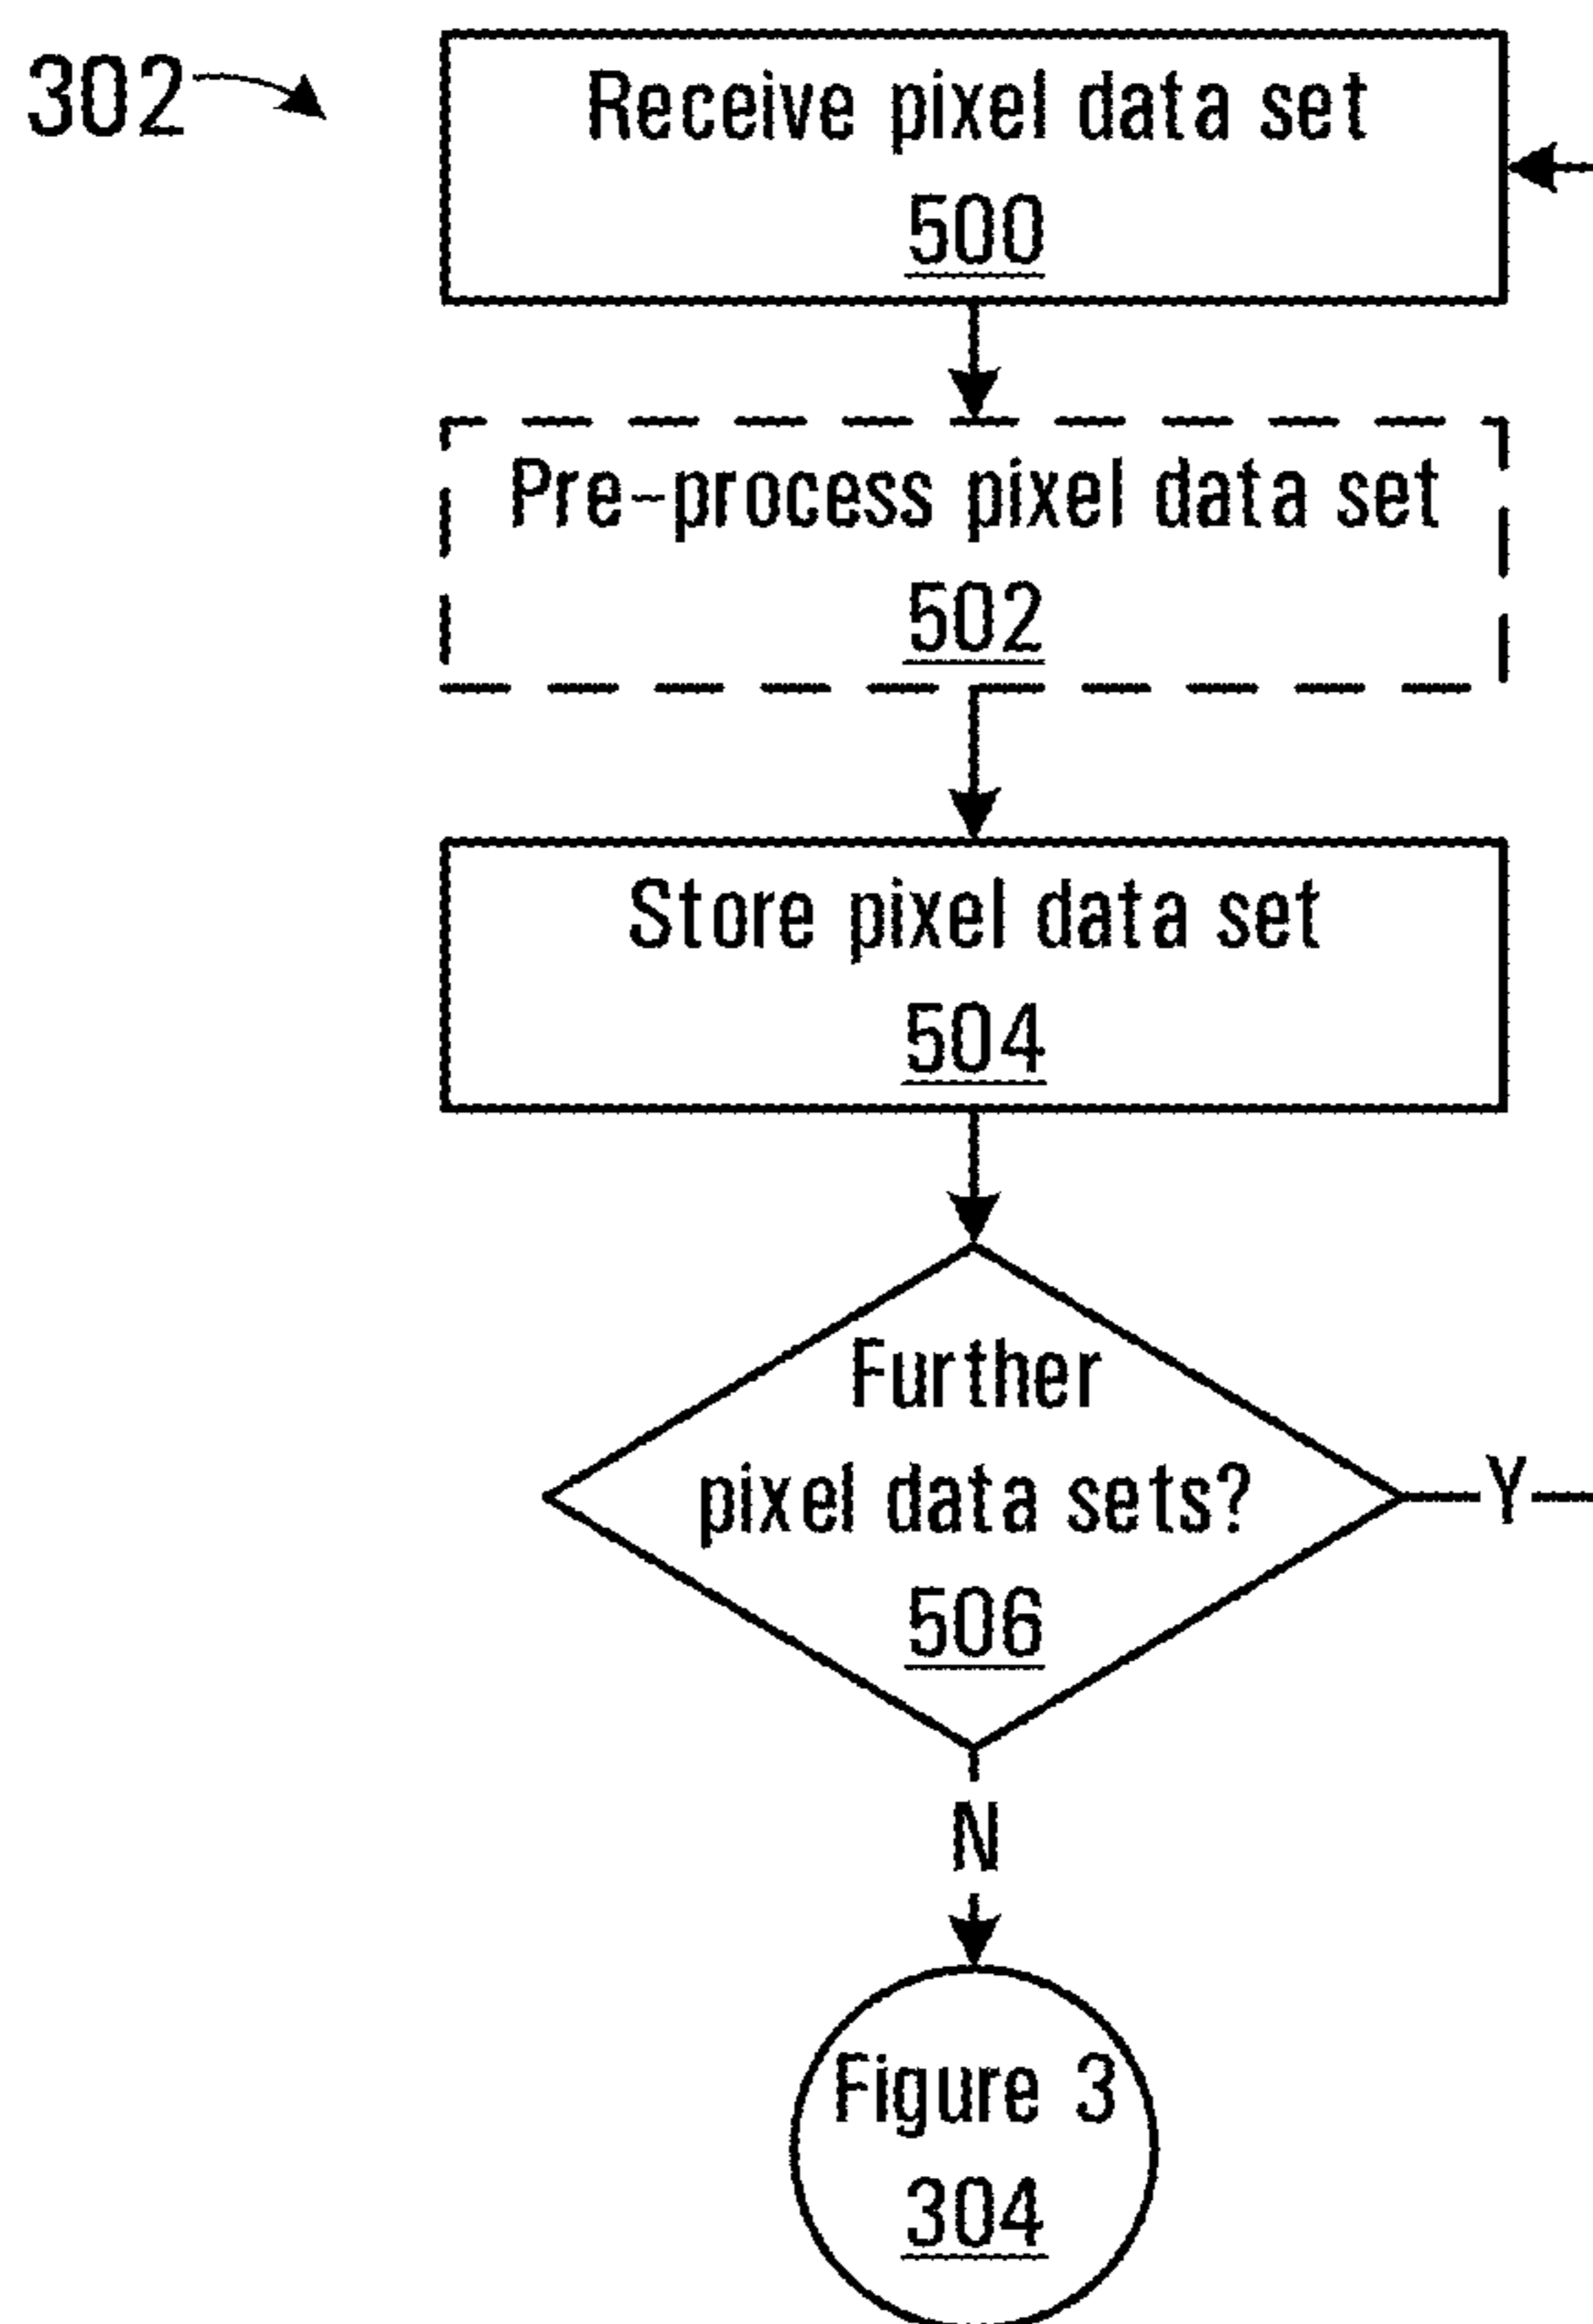 302
Receive pixel data set
500
Pre-process pixel data set
502
Store pixel data set
504
Further
pixel data sets?
506
Y
N
Figure 3
304